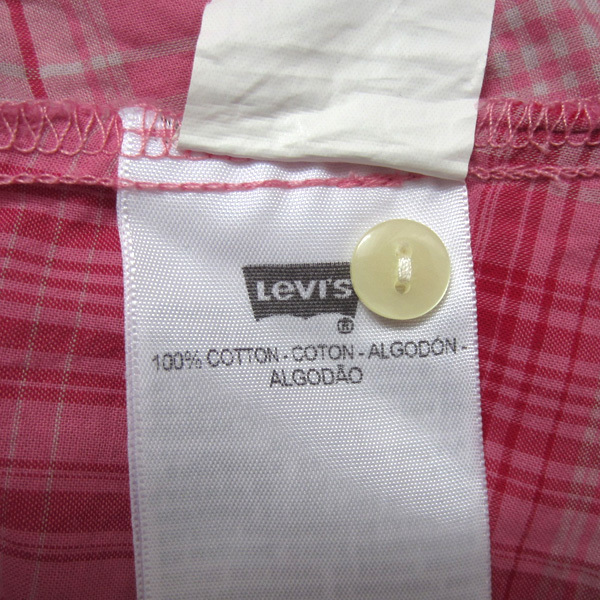 Levi's
®
100% COTTON - COTON - ALGODÓN -
ALGODÃO